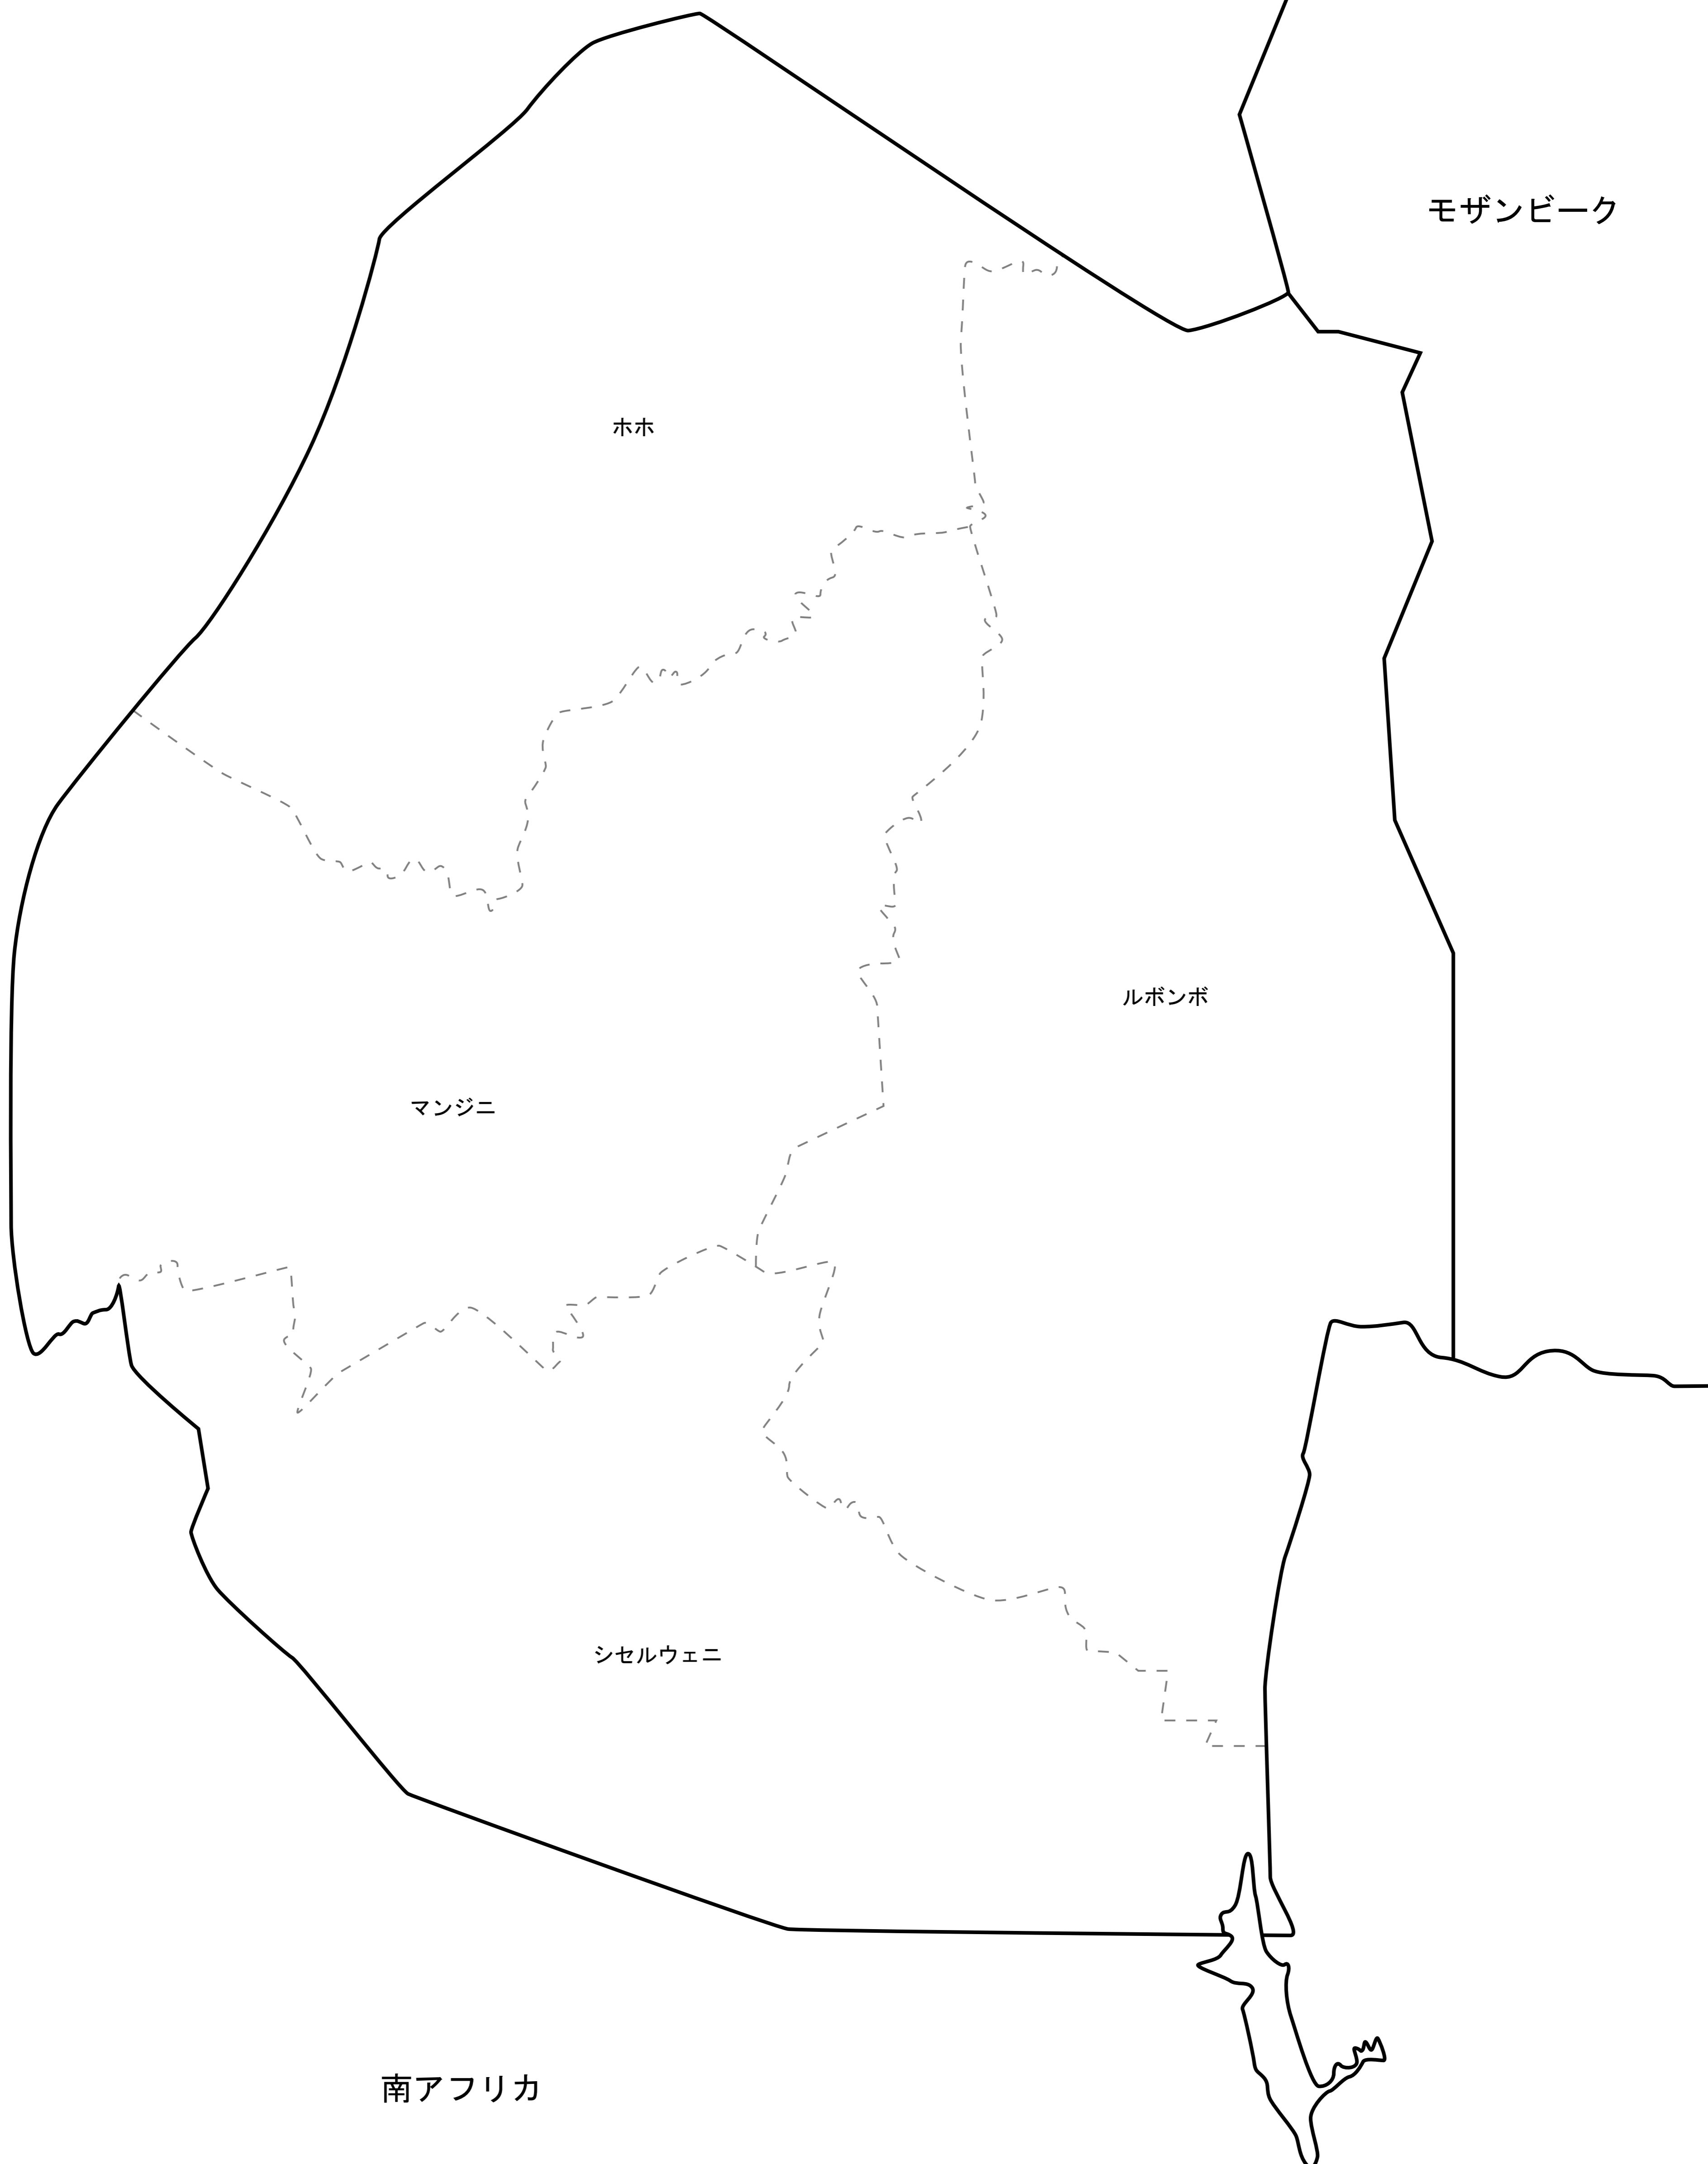 モザンビーク
ホホ
ルボンボ
マンジニ
シセルウェニ
南アフリカ